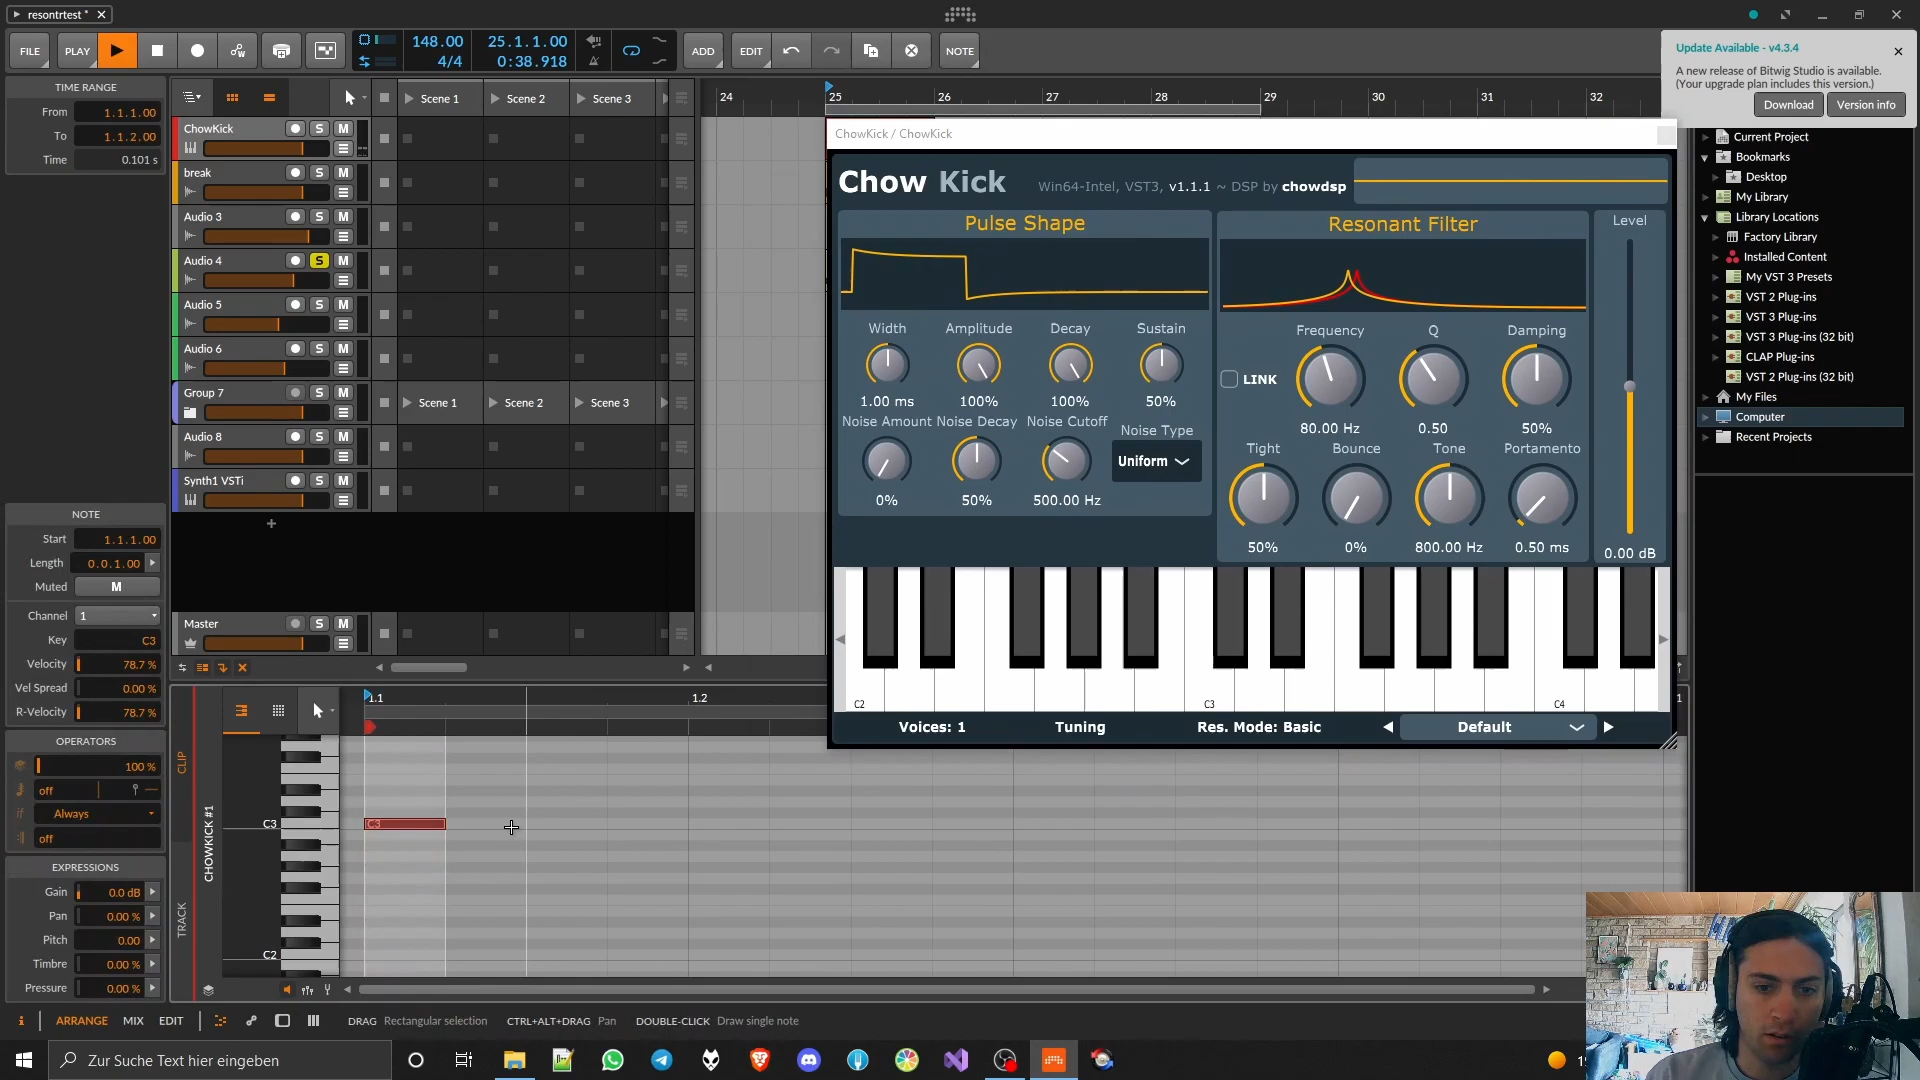 resontrtest *
FILE
PLAY
148.00
4/4
25.1.1.00
0:38.918
ADD
EDIT
NOTE
Update Available - v4.3.4
A new release of Bitwig Studio is available.
(Your upgrade plan includes this version.)
Download
Version info
TIME RANGE
From 1.1.1.00
To 1.1.2.00
Time 0.101 s
Scene 1
Scene 2
Scene 3
24
25
26
27
28
29
30
31
32
ChowKick S M
break S M
Audio 3 S M
Audio 4 S M
Audio 5 S M
Audio 6 S M
Group 7 S M
Scene 1
Scene 2
Scene 3
Audio 8 S M
Synth1 VSTi S M
+
Master S M
ChowKick / ChowKick
Chow Kick
Win64-Intel, VST3, v1.1.1 ~ DSP by chowdsp
Pulse Shape
Width
Amplitude
Decay
Sustain
1.00 ms
100%
100%
50%
Noise Amount
Noise Decay
Noise Cutoff
Noise Type
Uniform
0%
50%
500.00 Hz
Resonant Filter
LINK
Frequency
Q
Damping
80.00 Hz
0.50
50%
Tight
Bounce
Tone
Portamento
50%
0%
800.00 Hz
0.50 ms
Level
0.00 dB
C2
C3
C4
Voices: 1
Tuning
Res. Mode: Basic
Default
Current Project
Bookmarks
Desktop
My Library
Library Locations
Factory Library
Installed Content
My VST 3 Presets
VST 2 Plug-ins
VST 3 Plug-ins
VST 3 Plug-ins (32 bit)
CLAP Plug-ins
VST 2 Plug-ins (32 bit)
My Files
Computer
Recent Projects
NOTE
Start 1.1.1.00
Length 0.0.1.00
Muted M
Channel 1
Key C3
Velocity 78.7 %
Vel Spread 0.00 %
R-Velocity 78.7 %
OPERATORS
100 %
off
if Always
off
EXPRESSIONS
Gain 0.0 dB
Pan 0.00 %
Pitch 0.00
Timbre 0.00 %
Pressure 0.00 %
CLIP
TRACK
CHOWKICK #1
1.1
1.2
C3
C3
C2
i
ARRANGE
MIX
EDIT
DRAG Rectangular selection
CTRL+ALT+DRAG Pan
DOUBLE-CLICK Draw single note
Zur Suche Text hier eingeben